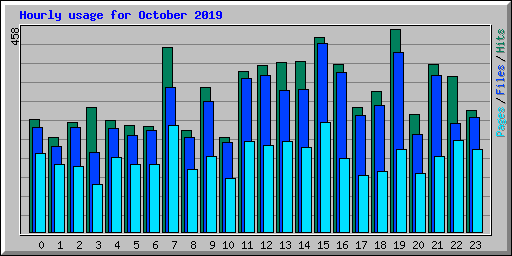 Hourly usage for October 2019
458
Pages/Files/Hits
0 1 2 3 4 5 6 7 8 9 10 11 12 13 14 15 16 17 18 19 20 21 22 23